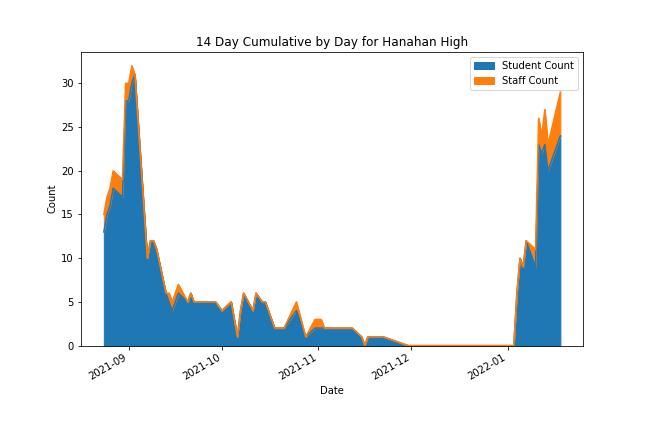 14 Day Cumulative by Day for Hanahan High
Student Count
Staff Count
30
25
20
15
10
5
0
Count
2021-09
2021-10
2021-11
2021-12
2022-01
Date